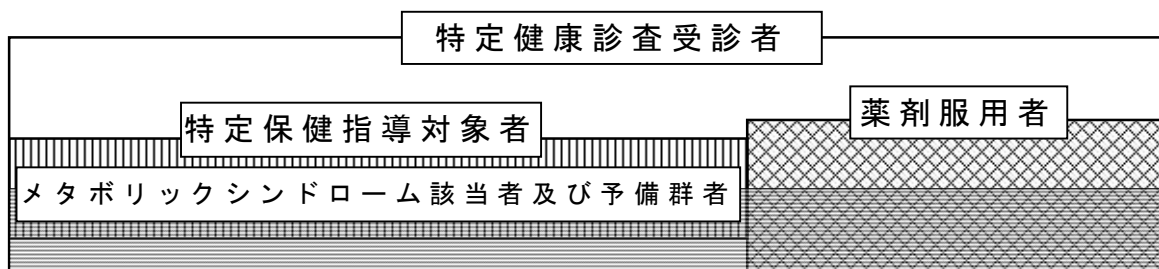 特定健康診査受診者
薬剤服用者
特定保健指導対象者
メタボリックシンドローム該当者及び予備群者